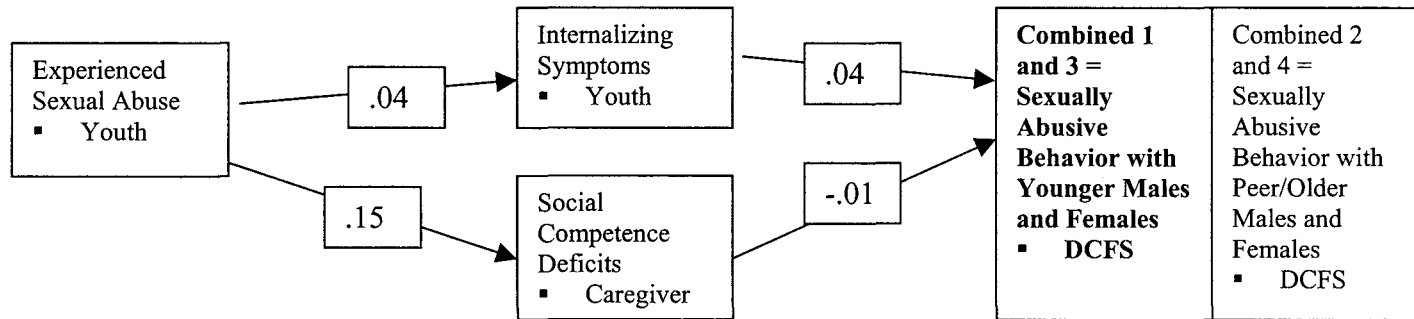 Experienced
Sexual Abuse
▪ Youth
.04
.15
Internalizing
Symptoms
▪ Youth
Social
Competence
Deficits
▪ Caregiver
.04
-.01
Combined 1
and 3 =
Sexually
Abusive
Behavior with
Younger Males
and Females
▪ DCFS
Combined 2
and 4 =
Sexually
Abusive
Behavior with
Peer/Older
Males and
Females
▪ DCFS